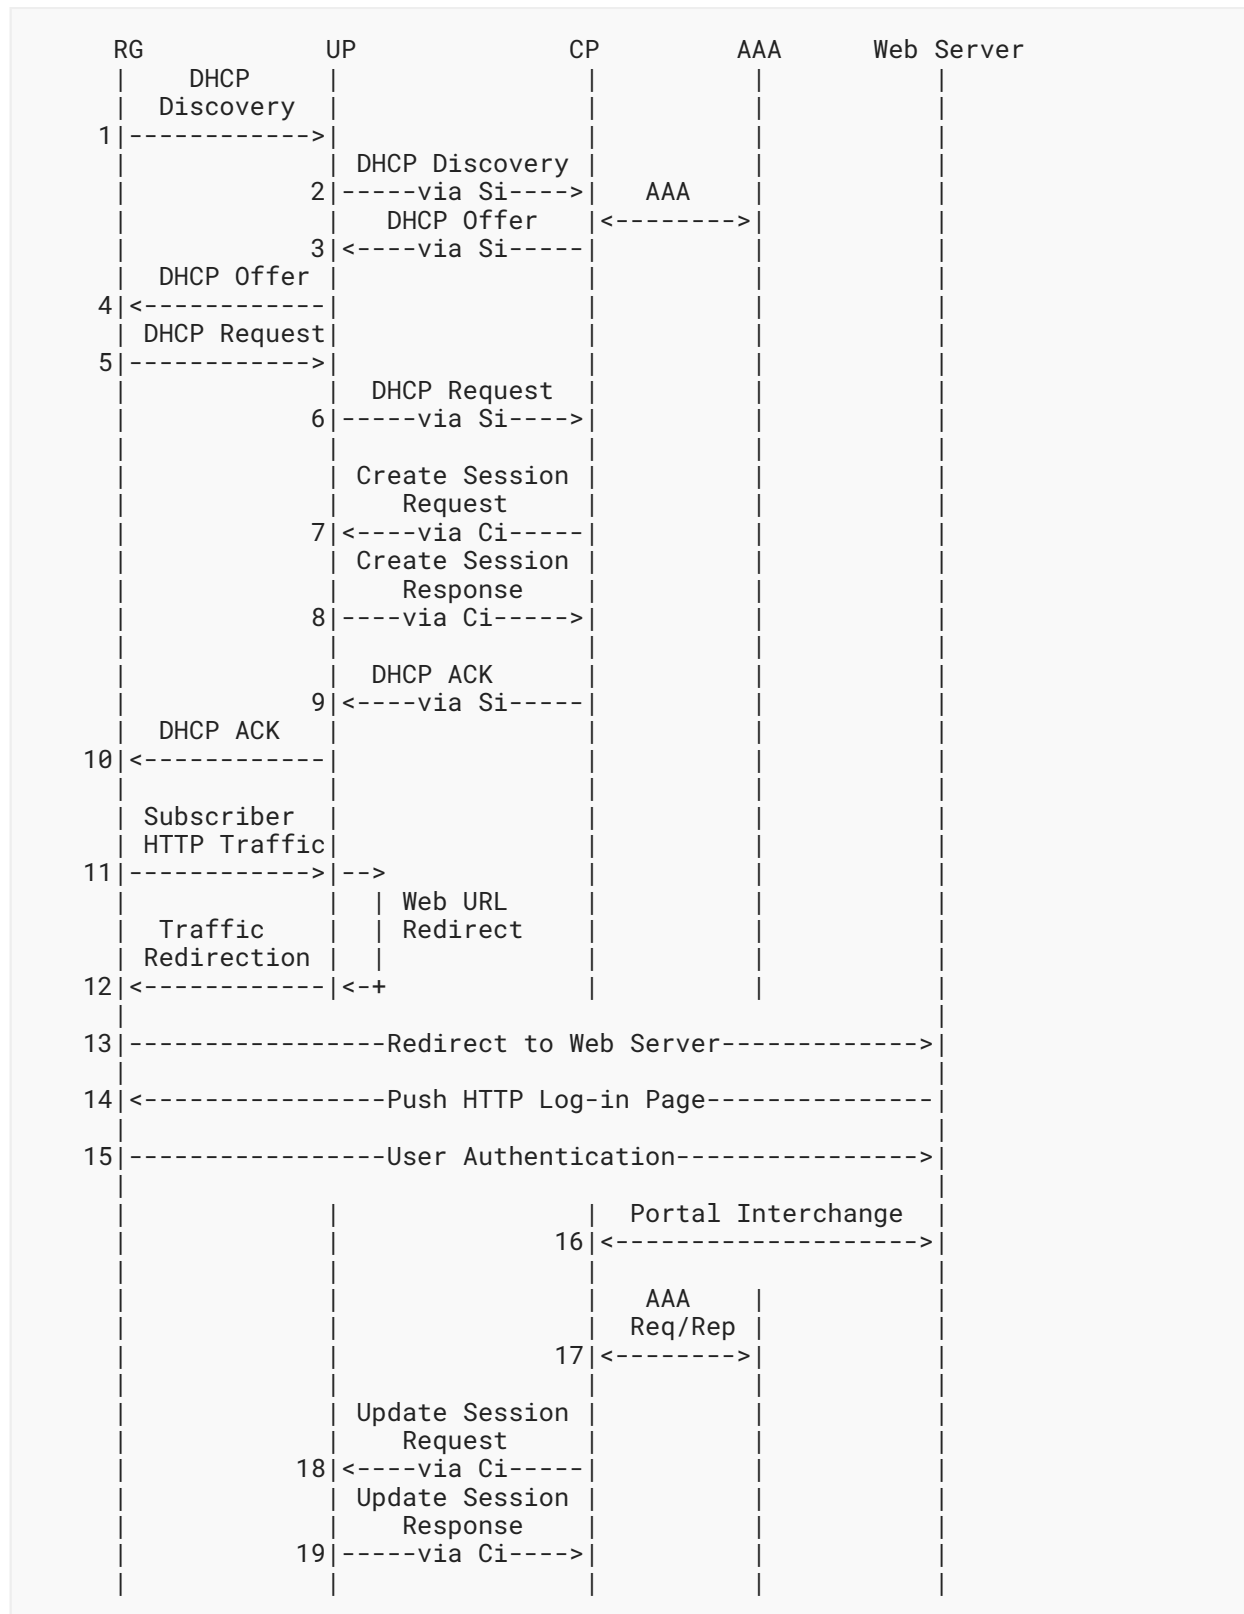 RG            UP               CP         AAA     Web Server
       |    DHCP     |                |          |           |
       |  Discovery  |                |          |           |
      1|------------>|                |          |           |
       |             | DHCP Discovery |          |           |
       |            2|-----via Si---->|   AAA    |           |
       |             |   DHCP Offer   |<-------->|           |
       |            3|<----via Si-----|          |           |
       |  DHCP Offer |                |          |           |
      4|<------------|                |          |           |
       | DHCP Request|                |          |           |
      5|------------>|                |          |           |
       |             |  DHCP Request  |          |           |
       |            6|-----via Si---->|          |           |
       |             |                |          |           |
       |             | Create Session |          |           |
       |             |    Request     |          |           |
       |            7|<----via Ci-----|          |           |
       |             | Create Session |          |           |
       |             |    Response    |          |           |
       |            8|----via Ci----->|          |           |
       |             |                |          |           |
       |             |  DHCP ACK      |          |           |
       |            9|<----via Si-----|          |           |
       |  DHCP ACK   |                |          |           |
     10|<------------|                |          |           |
       |             |                |          |           |
       | Subscriber  |                |          |           |
       | HTTP Traffic|                |          |           |
     11|------------>|-->             |          |           |
       |             |  | Web URL     |          |           |
       |  Traffic    |  | Redirect    |          |           |
       | Redirection |  |             |          |           |
     12|<------------|<-+             |          |           |
       |                                                     |
     13|-----------------Redirect to Web Server------------->|
       |                                                     |
     14|<----------------Push HTTP Log-in Page---------------|
       |                                                     |
     15|-----------------User Authentication---------------->|
       |                                                     |
       |             |                |  Portal Interchange  |
       |             |              16|<-------------------->|
       |             |                |                      |
       |             |                |   AAA    |           |
       |             |                |  Req/Rep |           |
       |             |              17|<-------->|           |
       |             |                |          |           |
       |             | Update Session |          |           |
       |             |    Request     |          |           |
       |           18|<----via Ci-----|          |           |
       |             | Update Session |          |           |
       |             |    Response    |          |           |
       |           19|-----via Ci---->|          |           |
       |             |                |          |           |